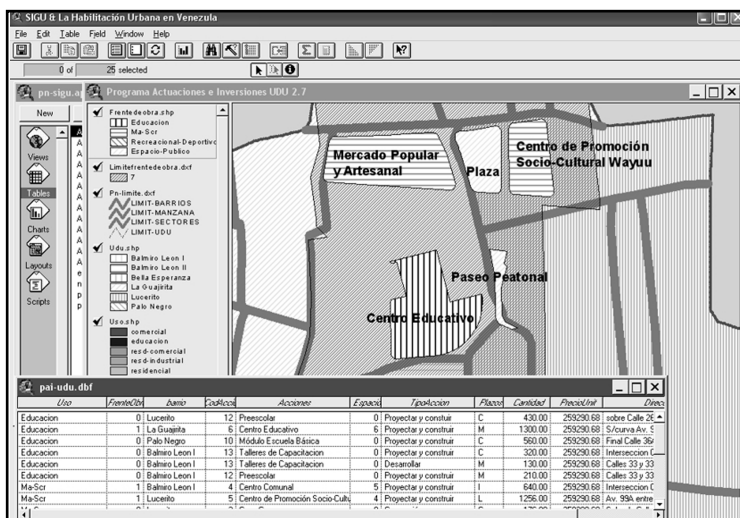 SIGU & La Habilitación Urbana en Venezuela
File Edit Table Field Window Help
0 of 25 selected
pn-sigu.ap
New
Views
Tables
Charts
Layouts
Scripts
Programa Actuaciones e Inversiones UDU 2.7
Frentedeobra.shp
Educacion
Ma-Scr
Recreacional-Deportivo
Espacio-Publico
Limitefrentedeobra.dxf
7
Pn-limite.dxf
LIMIT-BARRIOS
LIMIT-MANZANA
LIMIT-SECTORES
LIMIT-UDU
Udu.shp
Balmiro Leon I
Balmiro Leon II
Bella Esperanza
La Guajirita
Lucerito
Palo Negro
Uso.shp
comercial
educacion
resd-comercial
resd-industrial
residencial
Mercado Popular
y Artesanal
Plaza
Centro de Promoción
Socio-Cultural Wayuu
Paseo Peatonal
Centro Educativo
pai-udu.dbf
Uso FrenteObr barrio CodAcci Acciones Espacio TipoAccion Plazos Cantidad PrecioUnit Direc
Educacion 0 Lucerito 12 Preescolar 0 Proyectar y construir C 430.00 259290.68 sobre Calle 26
Educacion 1 La Guajirita 6 Centro Educativo 6 Proyectar y construir M 1300.00 259290.68 S/curva Av. S
Educacion 0 Palo Negro 10 Módulo Escuela Básica 0 Proyectar y construir C 560.00 259290.68 Final Calle 36
Educacion 0 Balmiro Leon I 13 Talleres de Capacitacion 0 Proyectar y construir C 320.00 259290.68 Interseccion C
Educacion 0 Balmiro Leon I 13 Talleres de Capacitacion 0 Desarrollar M 130.00 259290.68 Calles 33 y 33
Educacion 0 Balmiro Leon I 12 Preescolar 0 Proyectar y construir M 210.00 259290.68 Calles 33 y 33
Ma-Scr 1 Balmiro Leon I 4 Centro Comunal 5 Proyectar y construir I 640.00 259290.68 Interseccion C
Ma-Scr 1 Lucerito 5 Centro de Promoción Socio-Cultu 4 Proyectar y construir L 1256.00 259290.68 Av. 99A entre